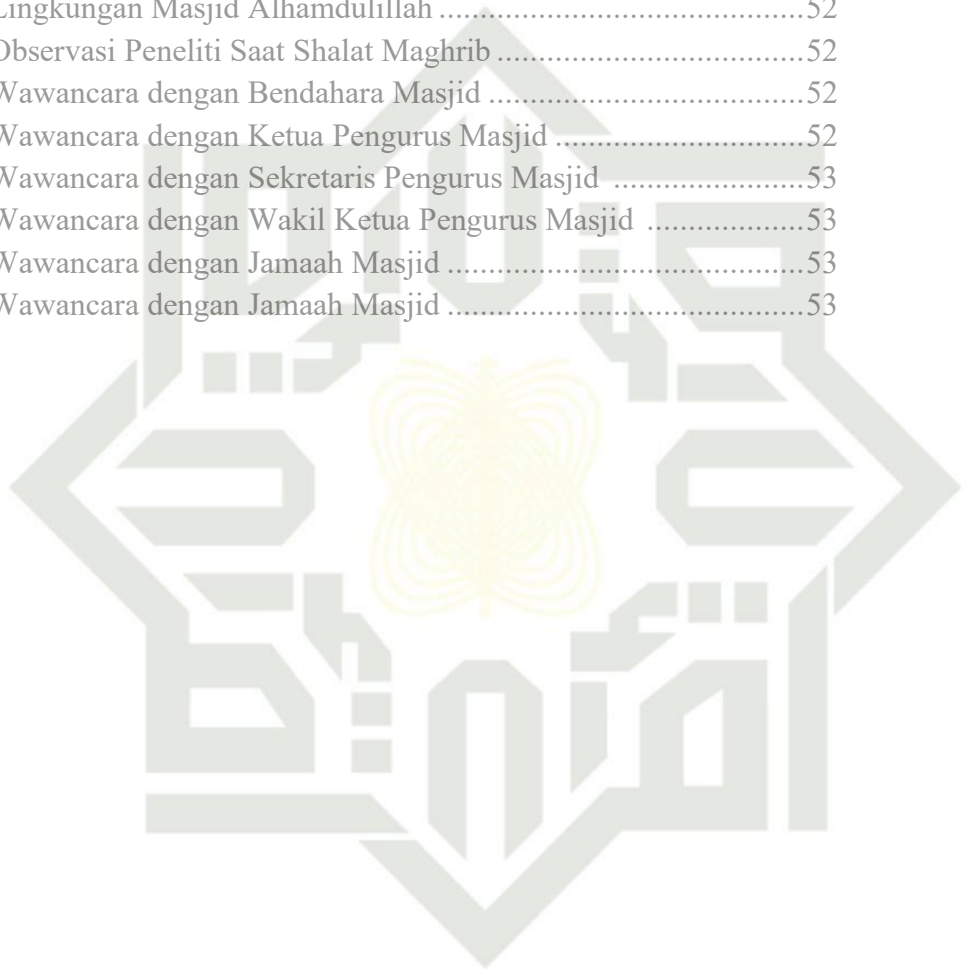 Lingkungan Masjid Alhamdulillah ........................................52
Observasi Peneliti Saat Shalat Maghrib ..................................52
Wawancara dengan Bendahara Masjid ...................................52
Wawancara dengan Ketua Pengurus Masjid ............................52
Wawancara dengan Sekretaris Pengurus Masjid .....................53
Wawancara dengan Wakil Ketua Pengurus Masjid .................53
Wawancara dengan Jamaah Masjid .......................................53
Wawancara dengan Jamaah Masjid .......................................53